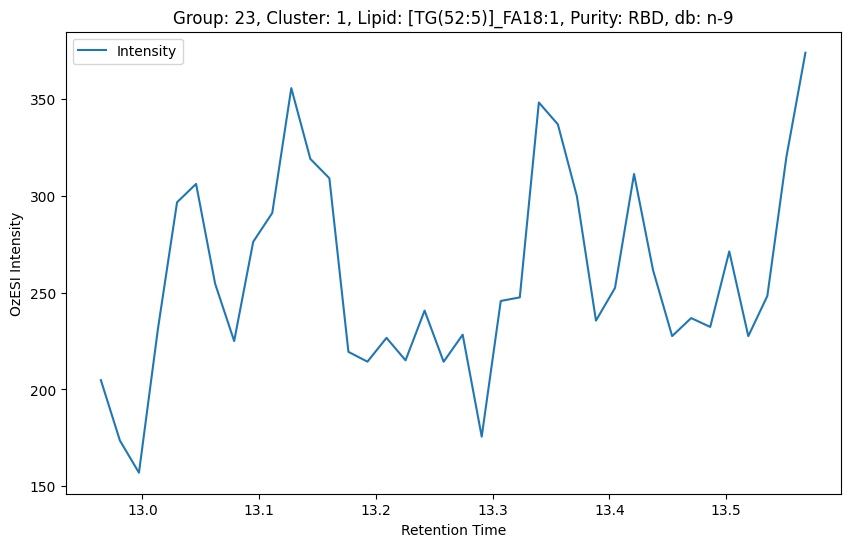 Group: 23, Cluster: 1, Lipid: [TG(52:5)]_FA18:1, Purity: RBD, db: n-9
Intensity
OzESI Intensity
350
300
250
200
150
13.0 13.1 13.2 13.3 13.4 13.5
Retention Time